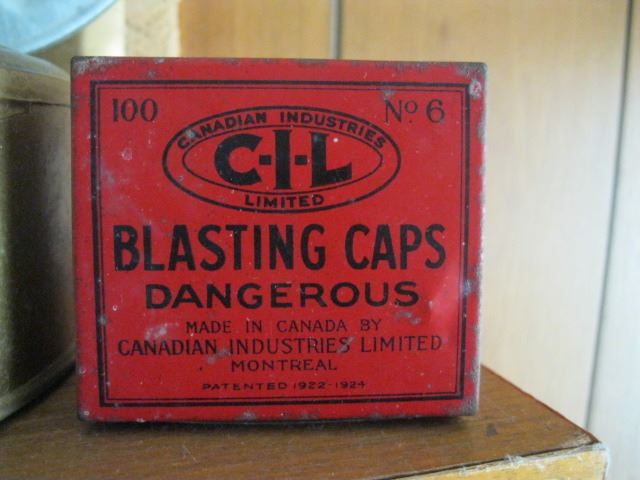 100 No 6
CANADIAN INDUSTRIES
C-I-L
LIMITED
BLASTING CAPS
DANGEROUS
MADE IN CANADA BY
CANADIAN INDUSTRIES LIMITED
MONTREAL
PATENTED 1922-1924